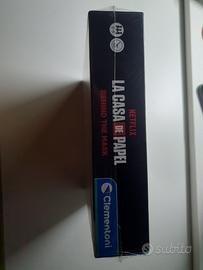 NETFLIX
LA CASA DE PAPEL
BEHIND THE MASK
Clementoni
subito